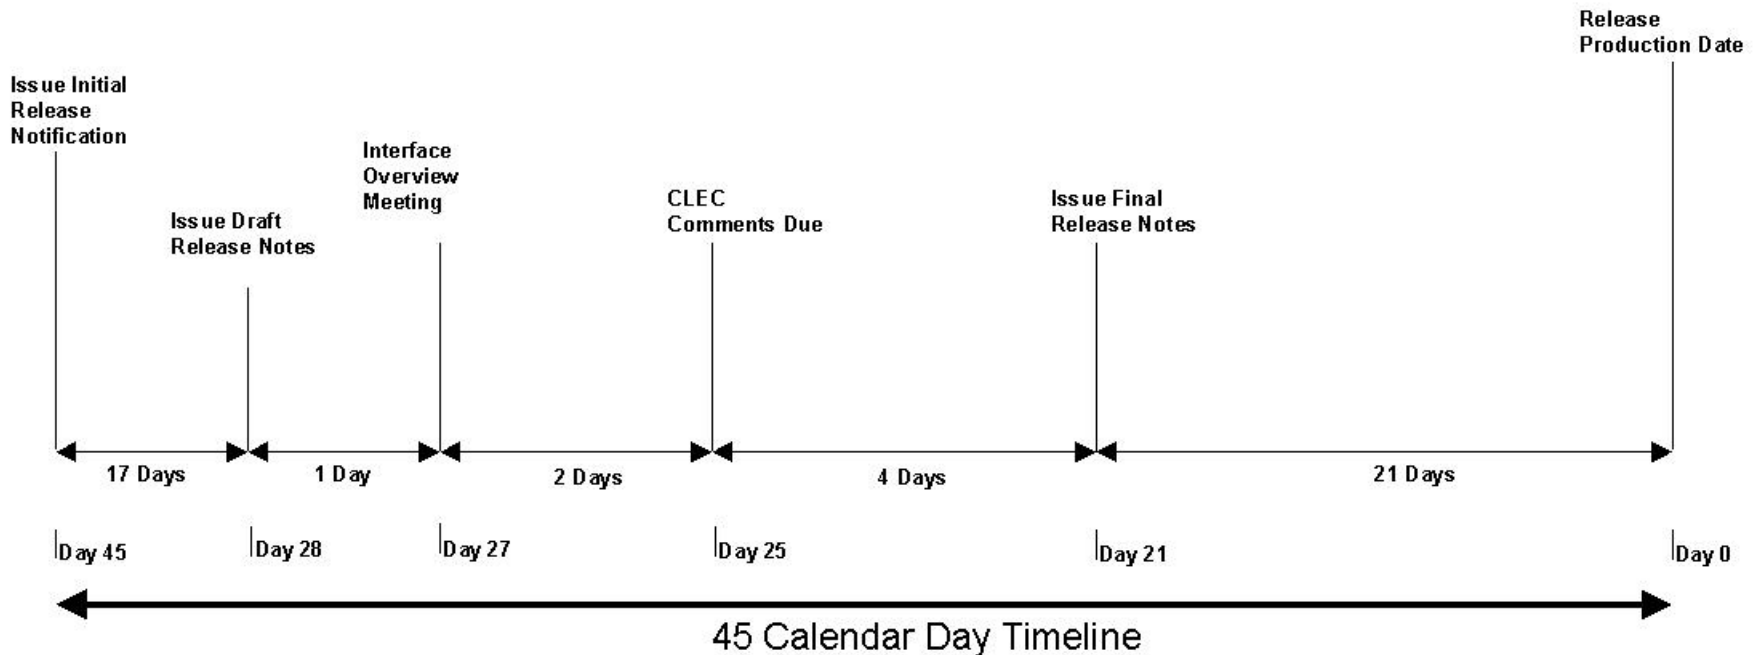 Release
Production Date
Issue Initial
Release
Notification
Interface
Overview
Meeting
CLEC
Comments Due
Issue Final
Release Notes
Issue Draft
Release Notes
17 Days
1 Day
2 Days
4 Days
21 Days
Day 45
Day 28
Day 27
Day 25
Day 21
Day 0
45 Calendar Day Timeline